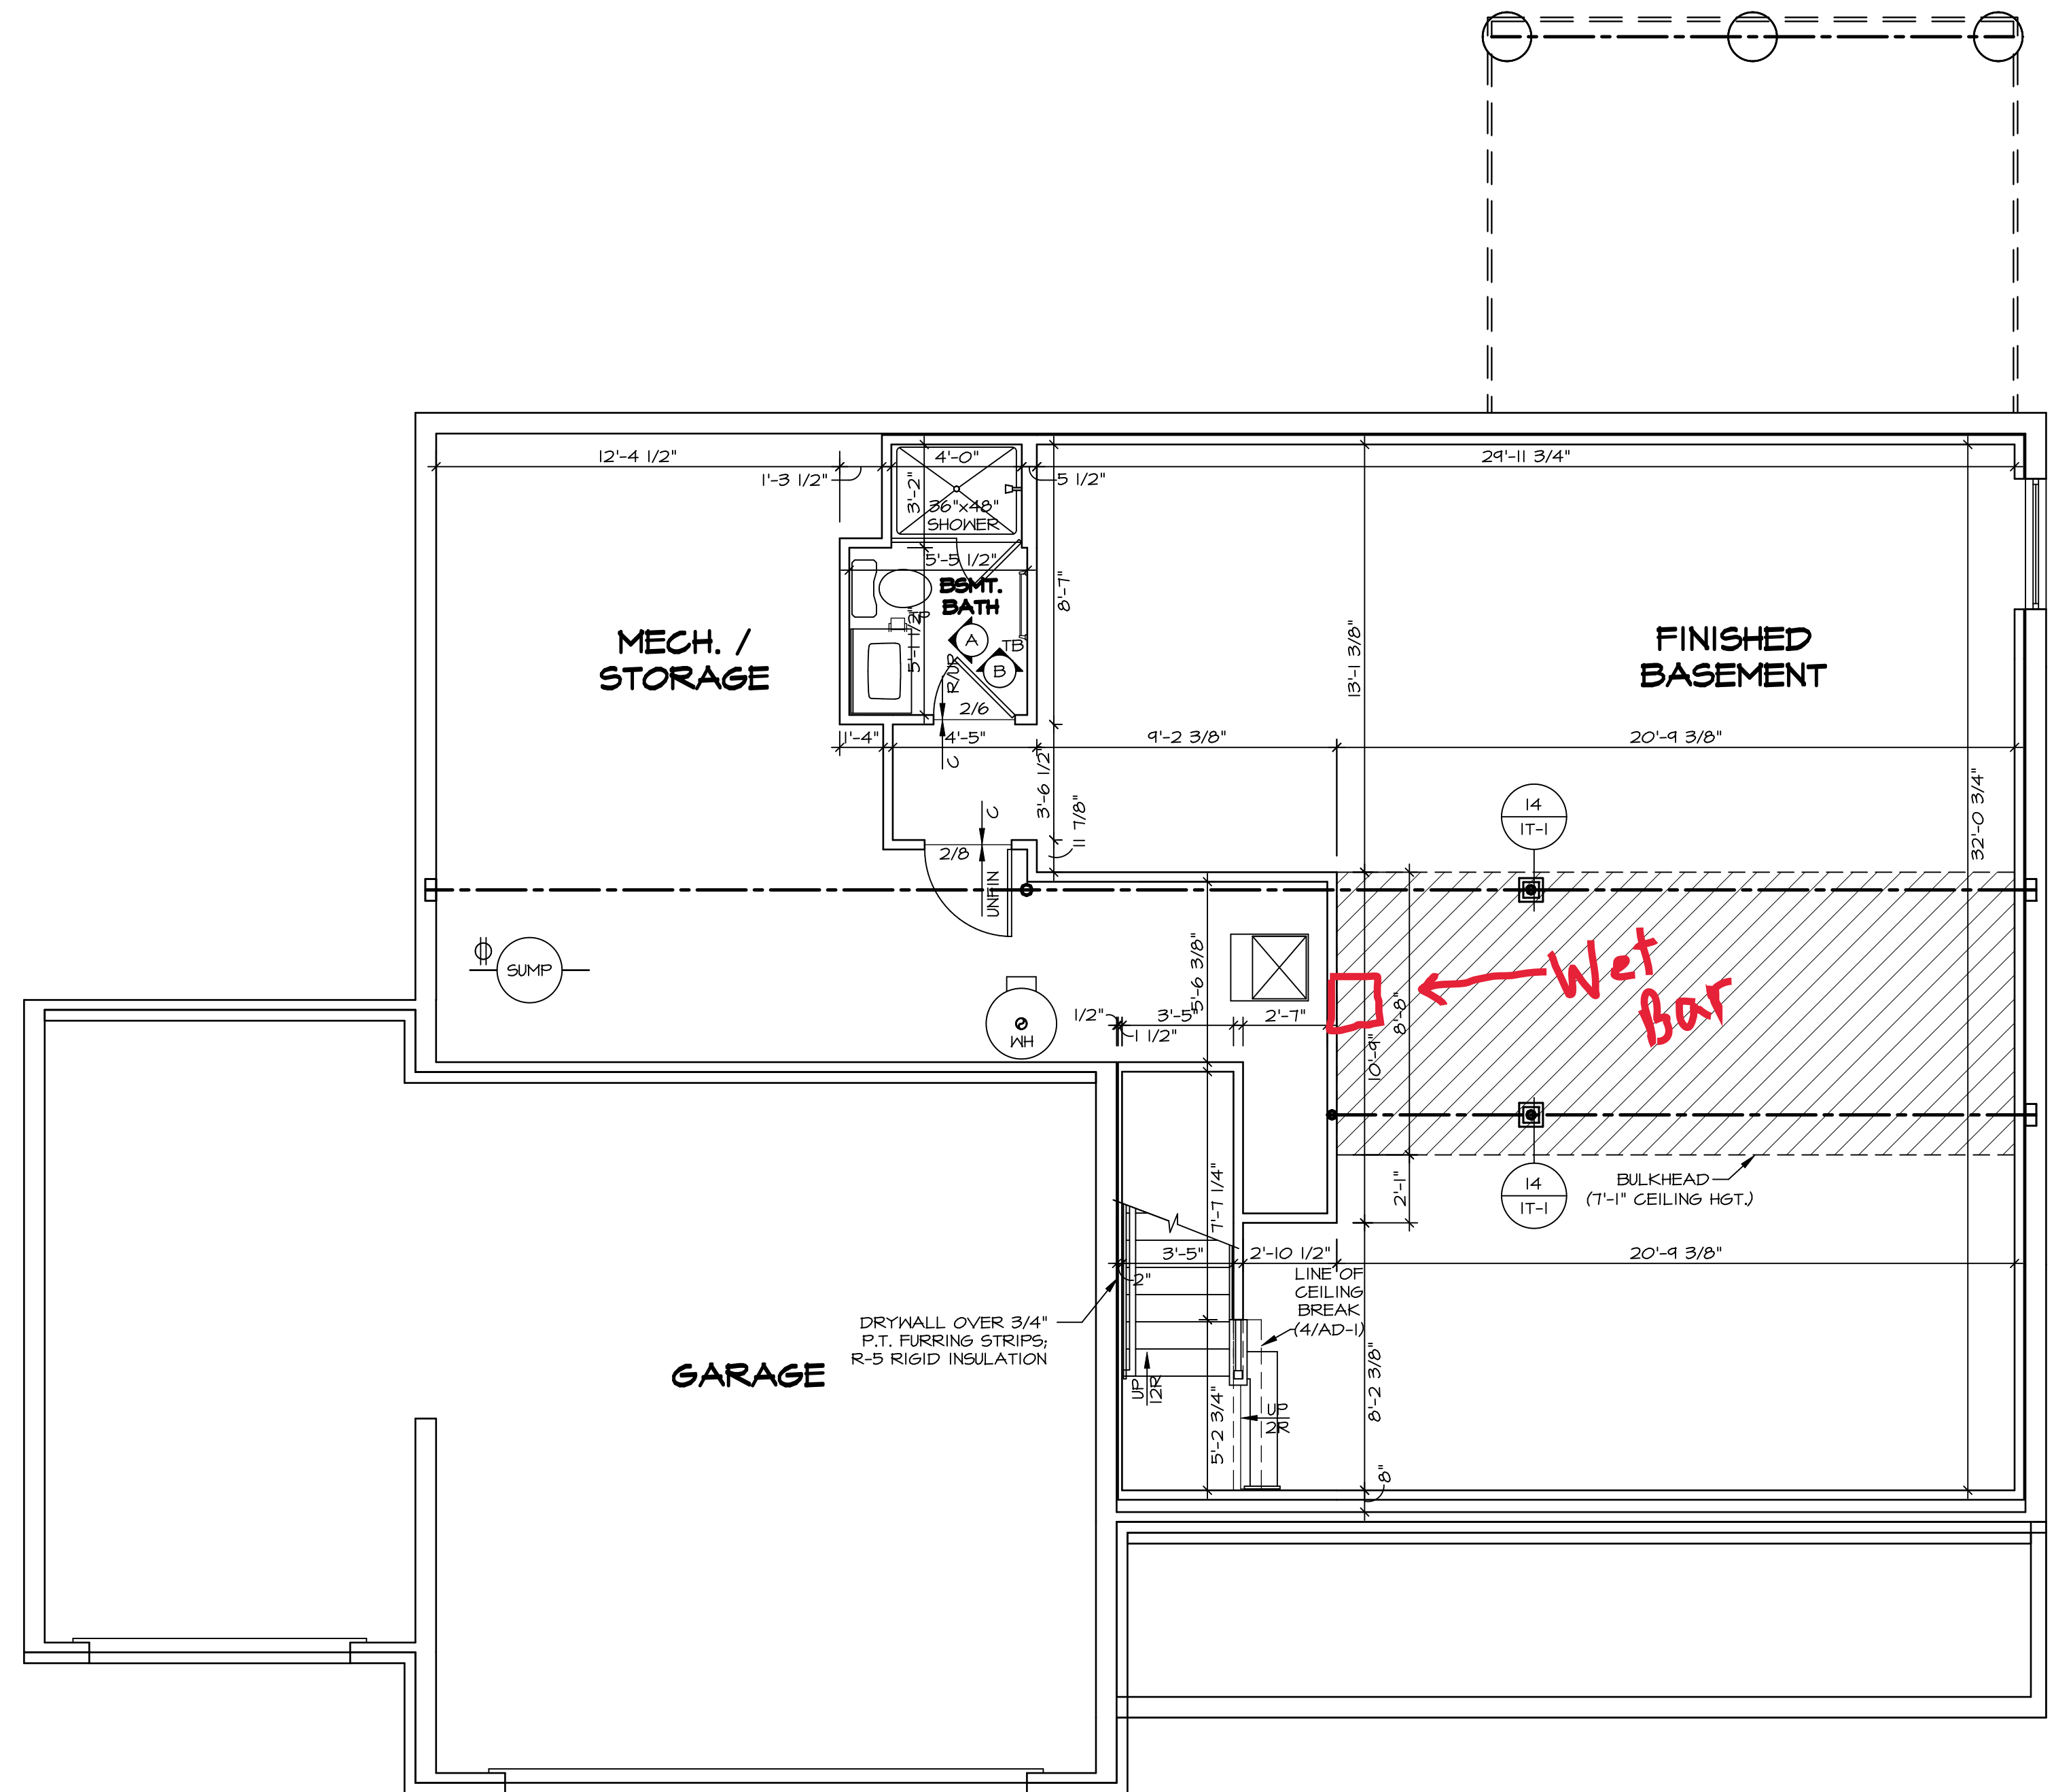 12'-4 1/2"
4'-0"
29'-11 3/4"
1'-3 1/2"
5 1/2"
3'-2"
36"x48"
SHOWER
5'-5 1/2"
BSMT.
BATH
8'-7"
TP
5'-1 1/2"
A
TB
B
R/UP
2/6
MECH. /
STORAGE
13'-1 3/8"
FINISHED
BASEMENT
1'-4"
4'-5"
9'-2 3/8"
20'-9 3/8"
C
3'-6 1/2"
11 7/8"
C
2/8
UNFIN
14
1T-1
32'-0 3/4"
SUMP
WH
5'-6 3/8"
1/2"
3'-5"
2'-7"
1 1/2"
8'-8"
10'-9"
Wet
Bar
BULKHEAD
(7'-1" CEILING HGT.)
14
1T-1
2'-1"
7'-7 1/4"
3'-5"
2'-10 1/2"
20'-9 3/8"
2"
LINE OF
CEILING
BREAK
(4/AD-1)
DRYWALL OVER 3/4"
P.T. FURRING STRIPS;
R-5 RIGID INSULATION
GARAGE
UP
12R
5'-2 3/4"
UP
2R
8'-2 3/8"
8"